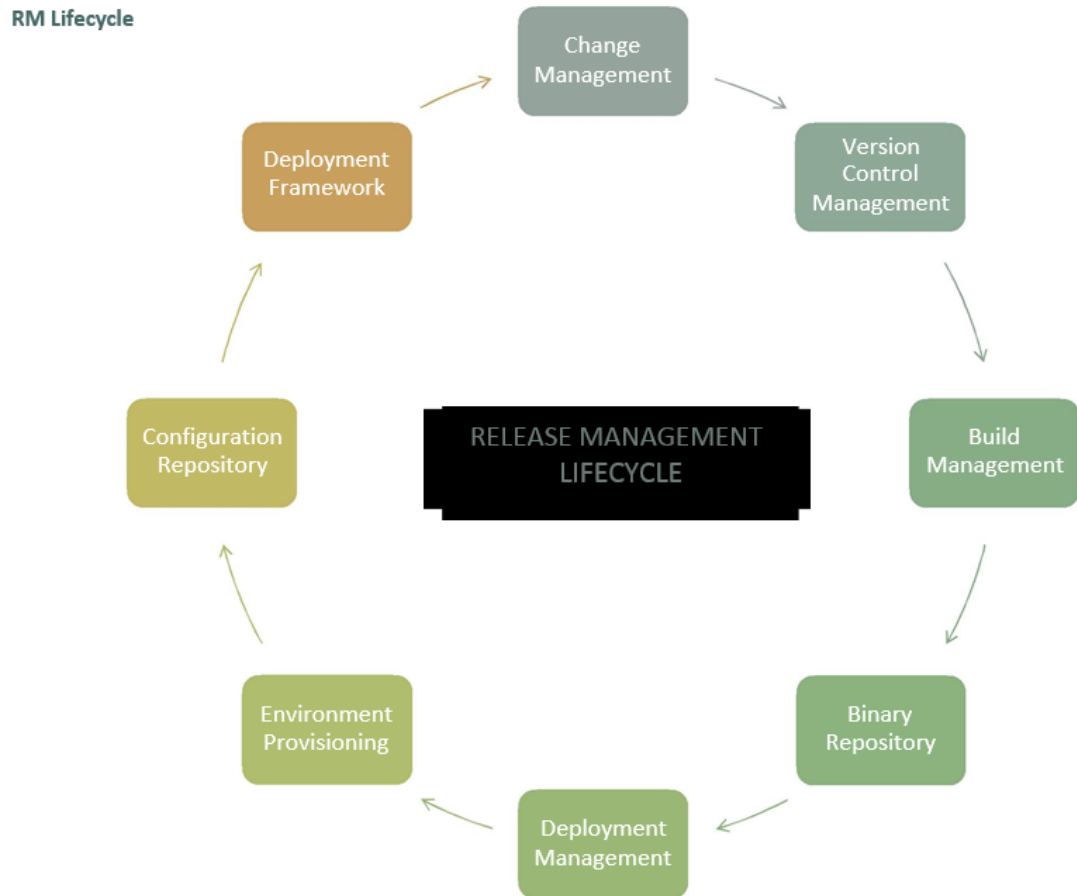 RM Lifecycle
Change
Management
Version
Control
Management
Build
Management
Binary
Repository
Deployment
Management
Environment
Provisioning
Configuration
Repository
Deployment
Framework
RELEASE MANAGEMENT
LIFECYCLE